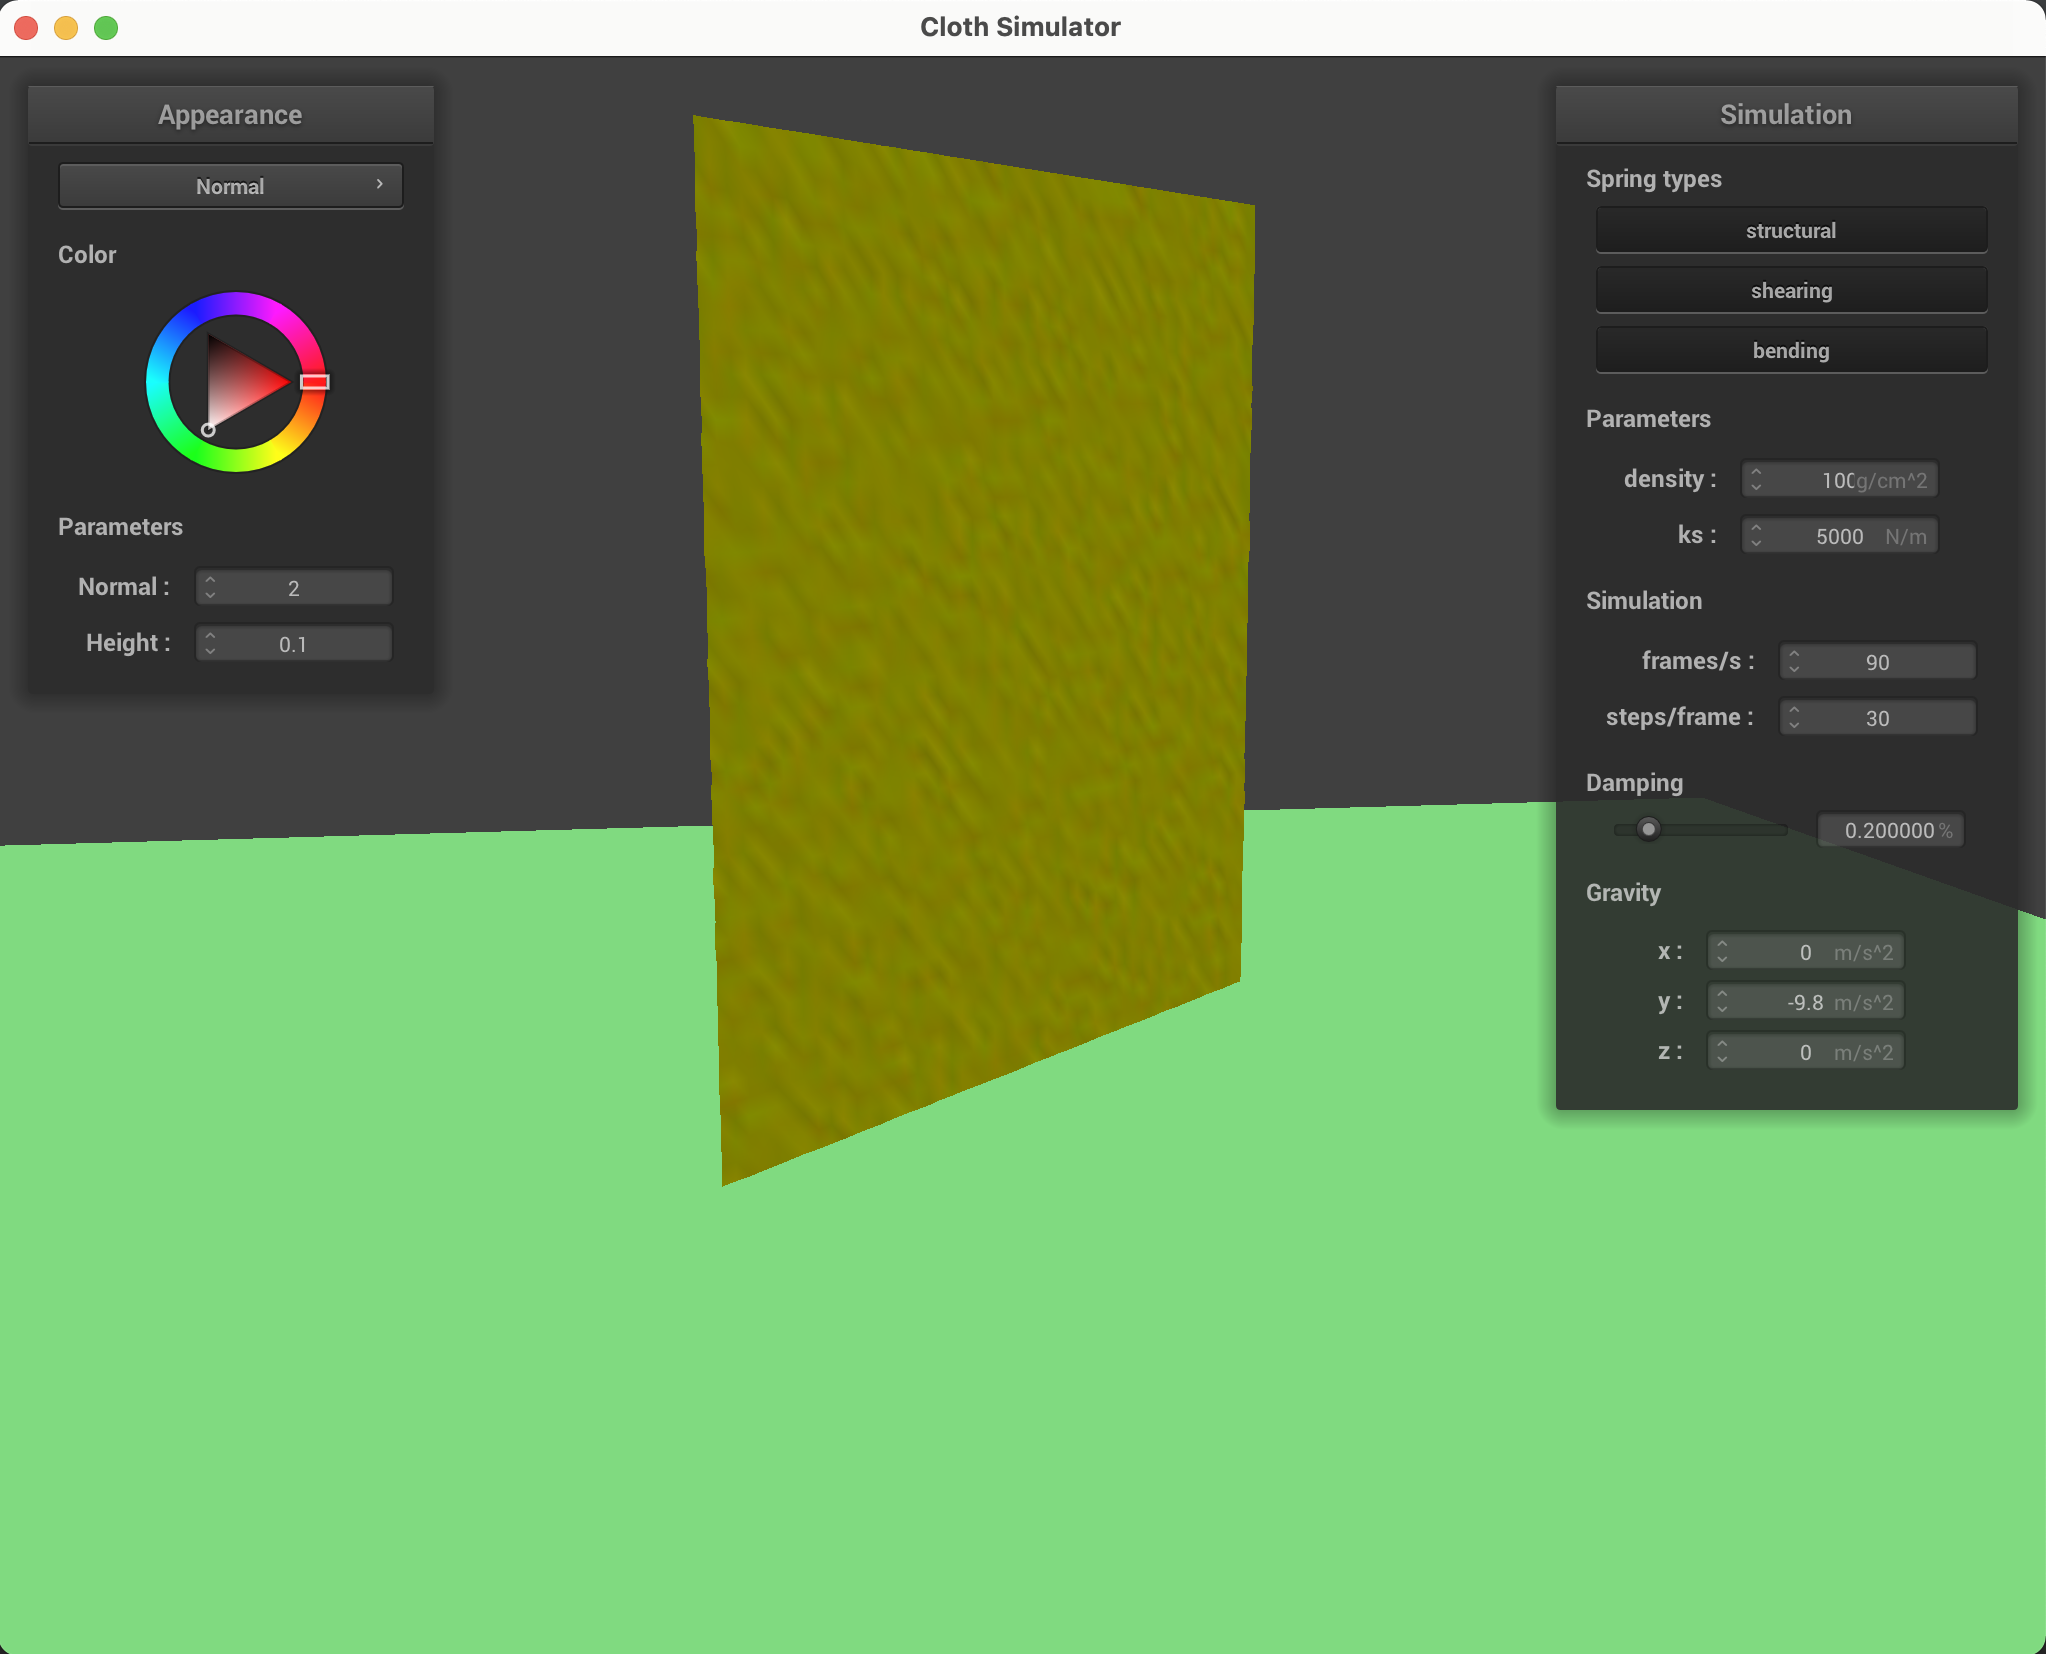 Cloth Simulator
Appearance
Normal
Color
Parameters
Normal : 2
Height : 0.1
Simulation
Spring types
structural
shearing
bending
Parameters
density : 100 g/cm^2
ks : 5000 N/m
Simulation
frames/s : 90
steps/frame : 30
Damping
0.200000 %
Gravity
x : 0 m/s^2
y : -9.8 m/s^2
z : 0 m/s^2